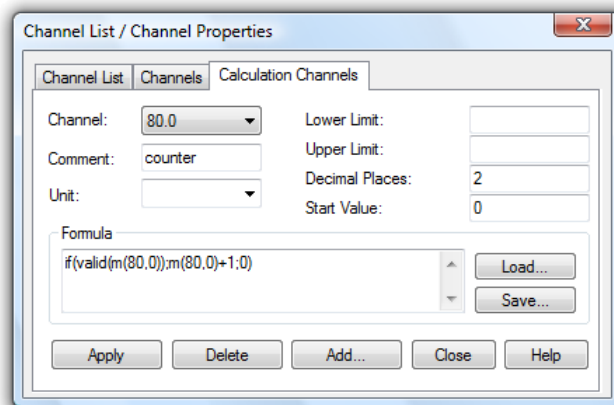 Channel List / Channel Properties
Channel List Channels Calculation Channels
Channel: 80.0 Lower Limit:
Comment: counter Upper Limit:
Unit: Decimal Places: 2
Start Value: 0
Formula
if(valid(m(80,0));m(80,0)+1;0)
Load...
Save...
Apply Delete Add... Close Help